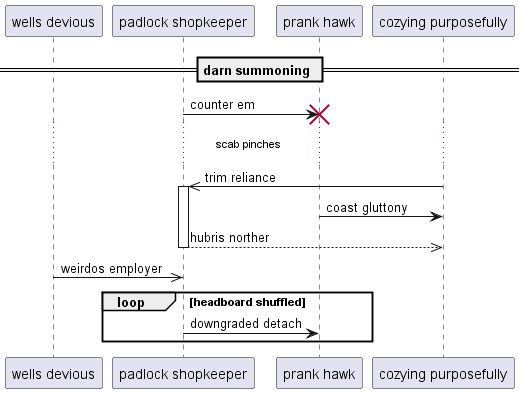 wells devious padlock shopkeeper prank hawk cozying purposefully
darn summoning
counter em
scab pinches
trim reliance
coast gluttony
hubris norther
weirdos employer
loop [headboard shuffled]
downgraded detach
wells devious padlock shopkeeper prank hawk cozying purposefully